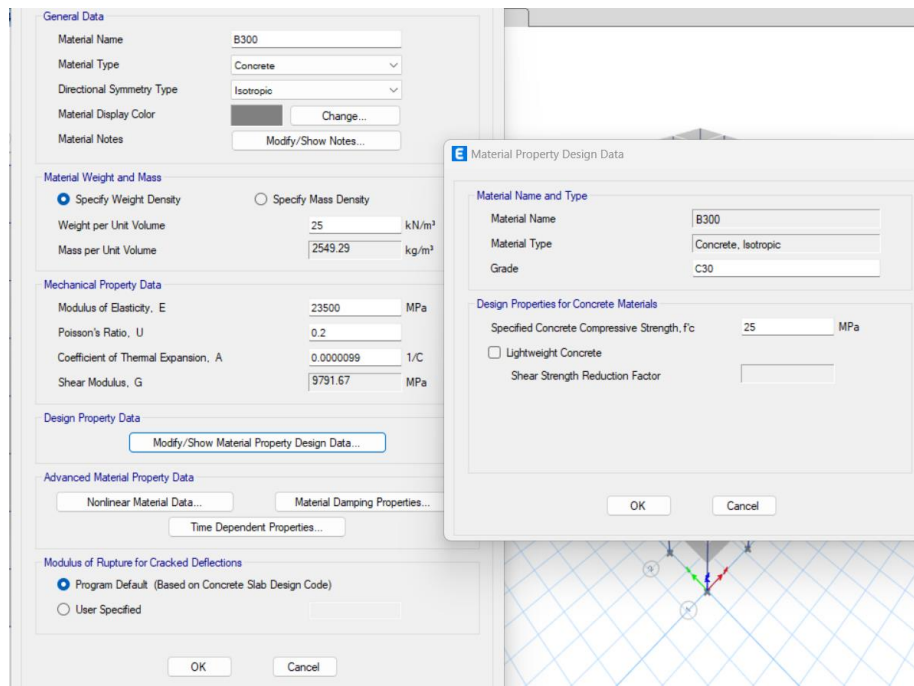 General Data
Material Name B300
Material Type Concrete
Directional Symmetry Type Isotropic
Material Display Color Change...
Material Notes Modify/Show Notes...
Material Weight and Mass
Specify Weight Density Specify Mass Density
Weight per Unit Volume 25 kN/m³
Mass per Unit Volume 2549.29 kg/m³
Mechanical Property Data
Modulus of Elasticity, E 23500 MPa
Poisson's Ratio, U 0.2
Coefficient of Thermal Expansion, A 0.0000099 1/C
Shear Modulus, G 9791.67 MPa
Design Property Data
Modify/Show Material Property Design Data...
Advanced Material Property Data
Nonlinear Material Data... Material Damping Properties...
Time Dependent Properties...
Modulus of Rupture for Cracked Deflections
Program Default (Based on Concrete Slab Design Code)
User Specified
OK Cancel
E Material Property Design Data
Material Name and Type
Material Name B300
Material Type Concrete, Isotropic
Grade C30
Design Properties for Concrete Materials
Specified Concrete Compressive Strength, f'c 25 MPa
Lightweight Concrete
Shear Strength Reduction Factor
OK Cancel